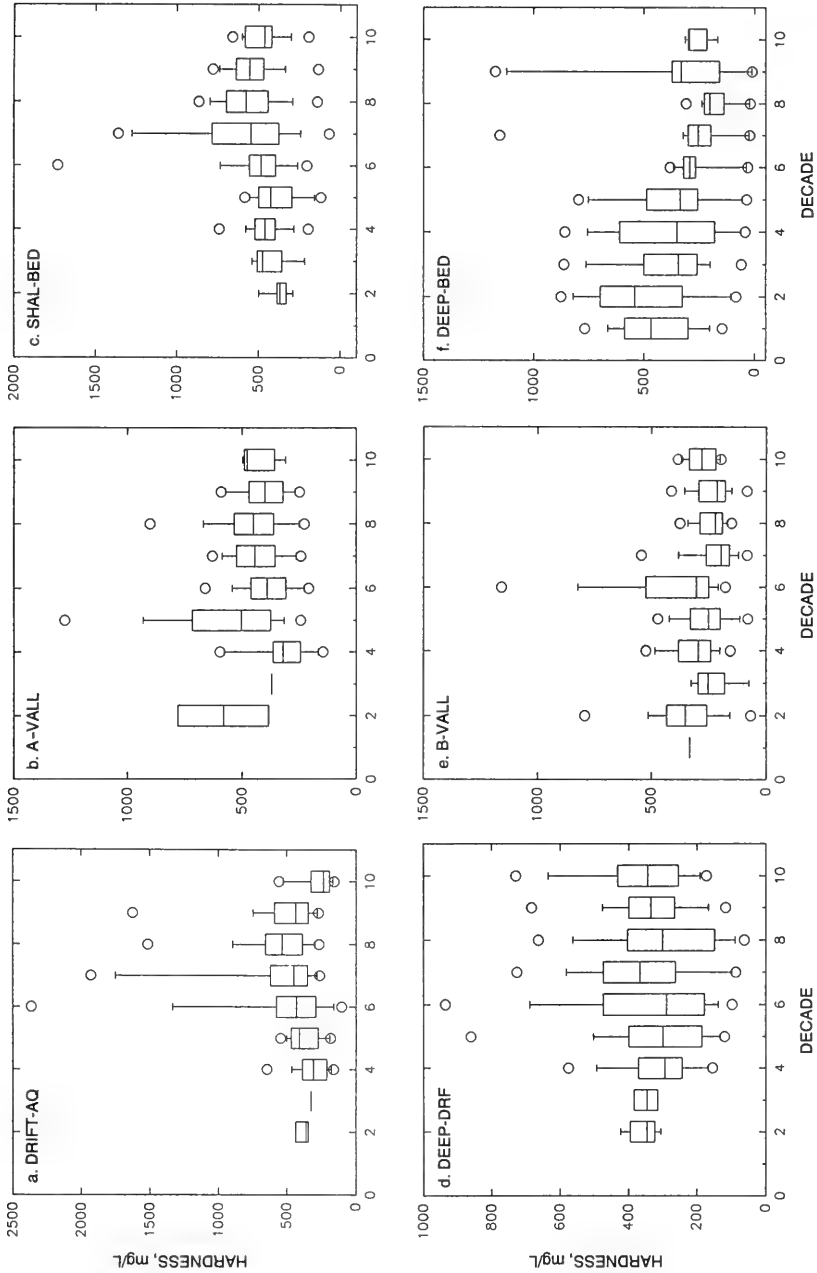 a. DRIFT-AQ
2500
2000
1500
1000
500
0
HARDNESS, mg/L
0 2 4 6 8 10
b. A-VALL
1500
1000
500
0
0 2 4 6 8 10
c. SHAL-BED
2000
1500
1000
500
0
0 2 4 6 8 10
d. DEEP-DRF
1000
800
600
400
200
0
HARDNESS, mg/L
0 2 4 6 8 10
DECADE
e. B-VALL
1500
1000
500
0
0 2 4 6 8 10
DECADE
f. DEEP-BED
1500
1000
500
0
0 2 4 6 8 10
DECADE